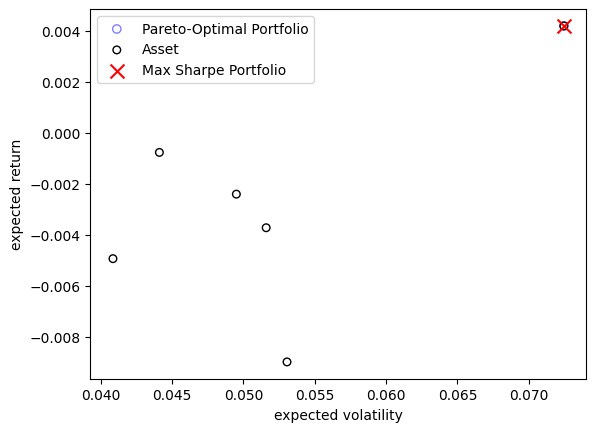 Pareto-Optimal Portfolio
Asset
Max Sharpe Portfolio
0.004
0.002
0.000
−0.002
−0.004
−0.006
−0.008
expected return
0.040 0.045 0.050 0.055 0.060 0.065 0.070
expected volatility